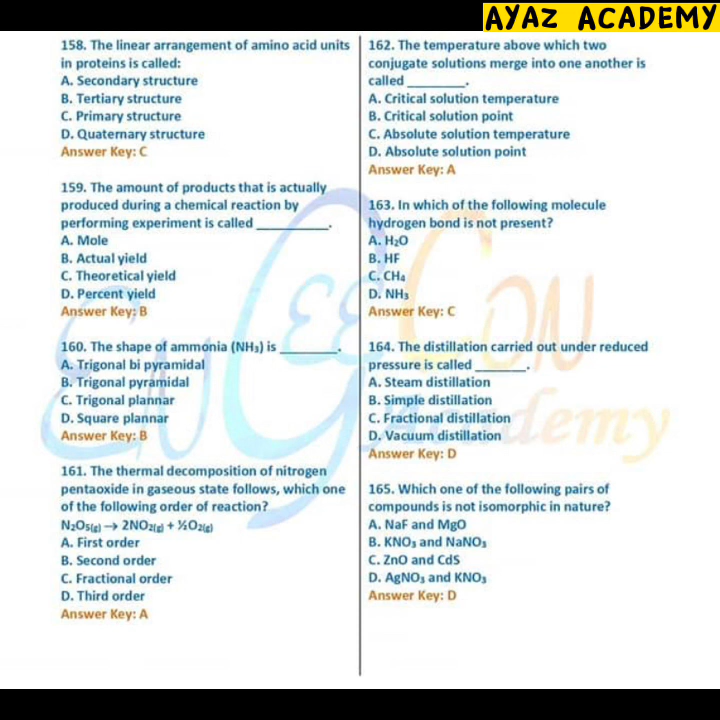 AYAZ ACADEMY
158. The linear arrangement of amino acid units
in proteins is called:
A. Secondary structure
B. Tertiary structure
C. Primary structure
D. Quaternary structure
Answer Key: C
159. The amount of products that is actually
produced during a chemical reaction by
performing experiment is called __________.
A. Mole
B. Actual yield
C. Theoretical yield
D. Percent yield
Answer Key: B
160. The shape of ammonia (NH₃) is ________.
A. Trigonal bi pyramidal
B. Trigonal pyramidal
C. Trigonal plannar
D. Square plannar
Answer Key: B
161. The thermal decomposition of nitrogen
pentaoxide in gaseous state follows, which one
of the following order of reaction?
N₂O₅(g) → 2NO₂(g) + ½O₂(g)
A. First order
B. Second order
C. Fractional order
D. Third order
Answer Key: A
162. The temperature above which two
conjugate solutions merge into one another is
called ________.
A. Critical solution temperature
B. Critical solution point
C. Absolute solution temperature
D. Absolute solution point
Answer Key: A
163. In which of the following molecule
hydrogen bond is not present?
A. H₂O
B. HF
C. CH₄
D. NH₃
Answer Key: C
164. The distillation carried out under reduced
pressure is called _______.
A. Steam distillation
B. Simple distillation
C. Fractional distillation
D. Vacuum distillation
Answer Key: D
165. Which one of the following pairs of
compounds is not isomorphic in nature?
A. NaF and MgO
B. KNO₃ and NaNO₃
C. ZnO and CdS
D. AgNO₃ and KNO₃
Answer Key: D